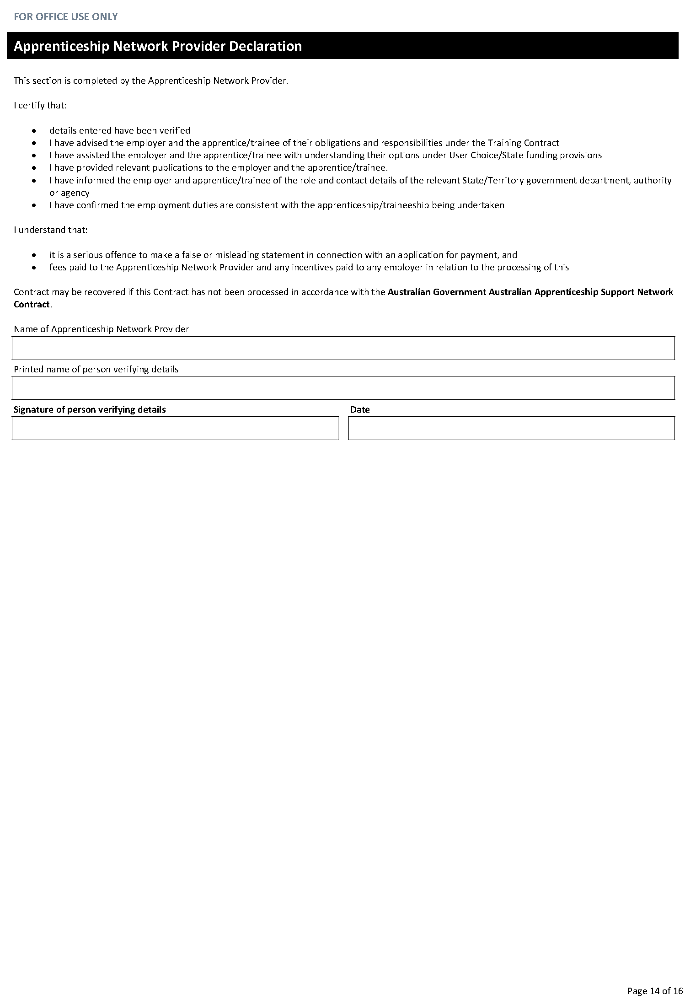 FOR OFFICE USE ONLY
Apprenticeship Network Provider Declaration
This section is completed by the Apprenticeship Network Provider.
I certify that:
• details entered have been verified
• I have advised the employer and the apprentice/trainee of their obligations and responsibilities under the Training Contract
• I have assisted the employer and the apprentice/trainee with understanding their options under User Choice/State funding provisions
• I have provided relevant publications to the employer and the apprentice/trainee.
• I have informed the employer and apprentice/trainee of the role and contact details of the relevant State/Territory government department, authority
or agency
• I have confirmed the employment duties are consistent with the apprenticeship/traineeship being undertaken
I understand that:
• it is a serious offence to make a false or misleading statement in connection with an application for payment, and
• fees paid to the Apprenticeship Network Provider and any incentives paid to any employer in relation to the processing of this
Contract may be recovered if this Contract has not been processed in accordance with the Australian Government Australian Apprenticeship Support Network
Contract.
Name of Apprenticeship Network Provider
Printed name of person verifying details
Signature of person verifying details
Date
Page 14 of 16